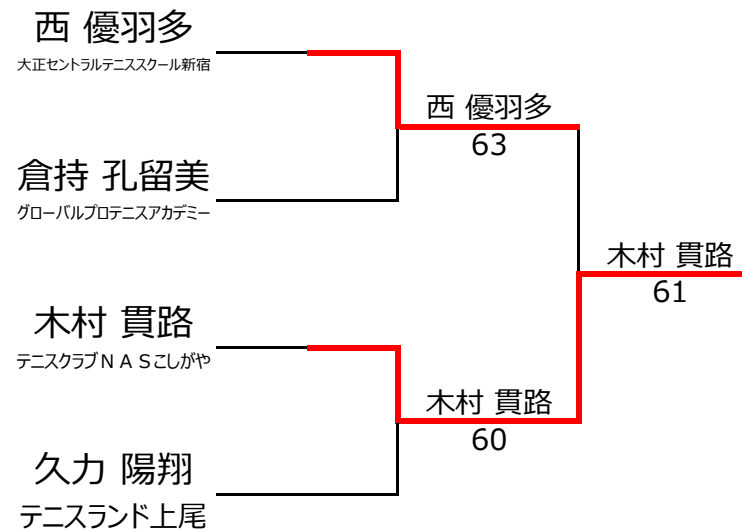 西 優羽多
大正セントラルテニススクール新宿
西 優羽多
63
倉持 孔留美
グローバルプロテニスアカデミー
木村 貫路
61
木村 貫路
テニスクラブＮＡＳこしがや
木村 貫路
60
久力 陽翔
テニスランド上尾